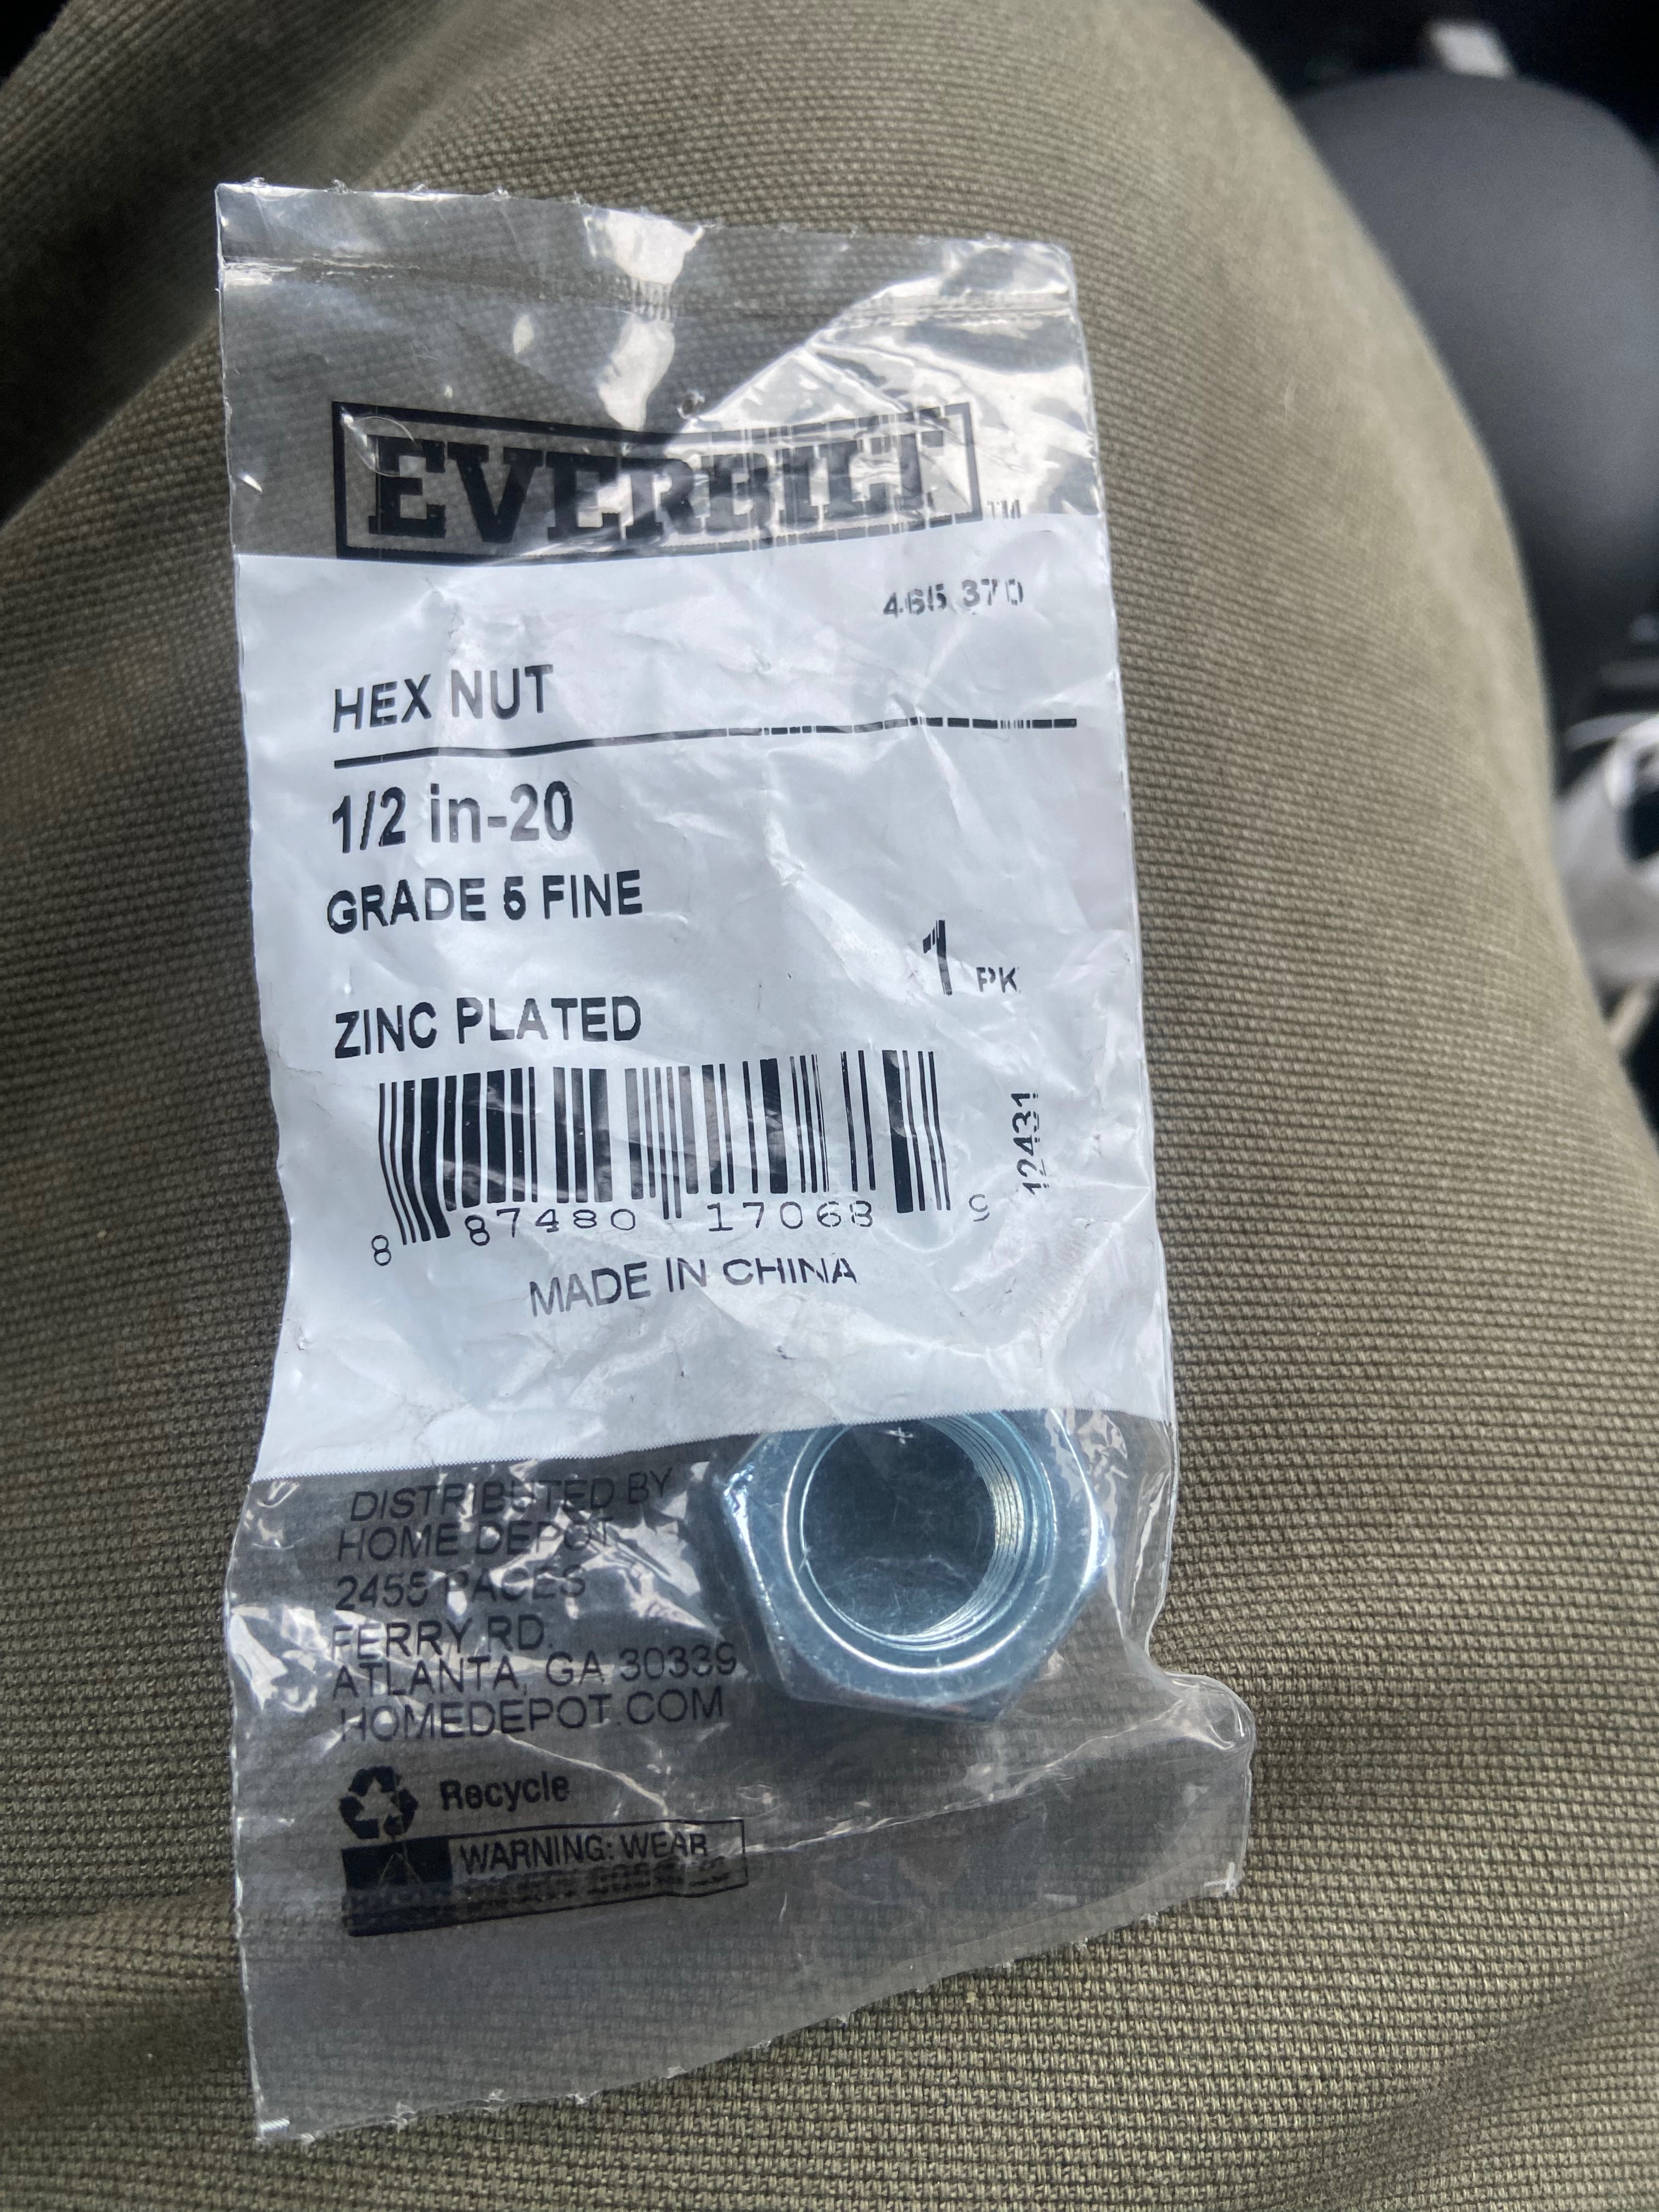 EVERBILT™
465 370
HEX NUT
1/2 in-20
GRADE 5 FINE
1 PK
ZINC PLATED
12431
8 87480 17068 9
MADE IN CHINA
DISTRIBUTED BY
HOME DEPOT
2455 PACES
FERRY RD.
ATLANTA, GA 30339
HOMEDEPOT.COM
Recycle
WARNING: WEAR